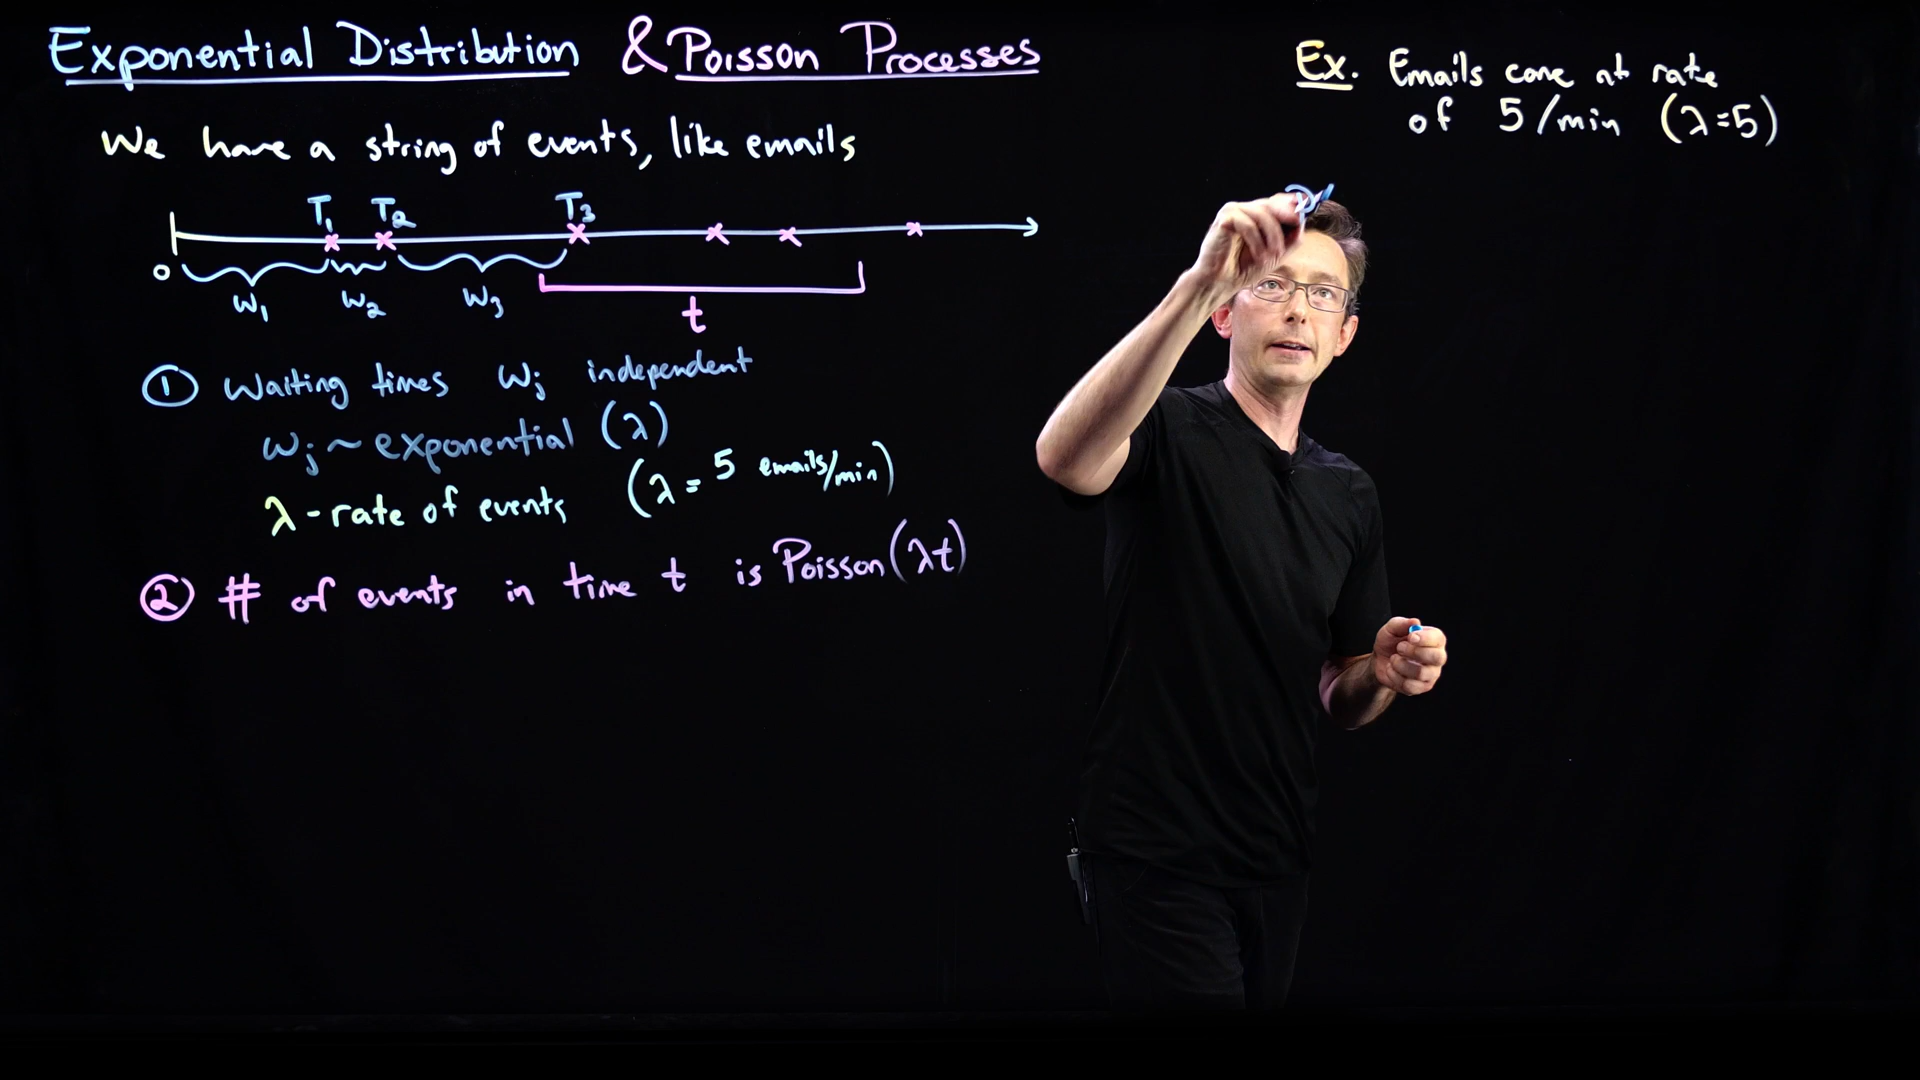 Exponential Distribution & Poisson Processes
We have a string of events, like emails
T₁ T₂ T₃
0
W₁ W₂ W₃
t
① Waiting times Wⱼ independent
Wⱼ ~ exponential (λ)
λ - rate of events (λ = 5 emails/min)
② # of events in time t is Poisson(λt)
Ex. Emails come at rate
of 5/min (λ=5)